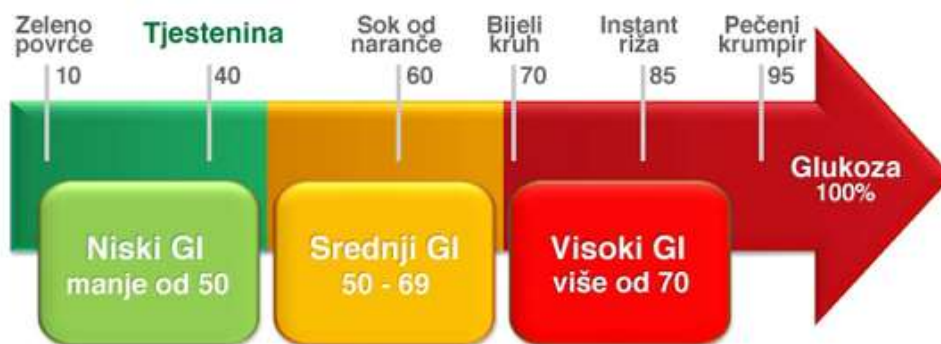 Zeleno
povrće
10
Tjestenina
40
Sok od
naranče
60
Bijeli
kruh
70
Instant
riža
85
Pečeni
krumpir
95
Glukoza
100%
Niski GI
manje od 50
Srednji GI
50 - 69
Visoki GI
više od 70